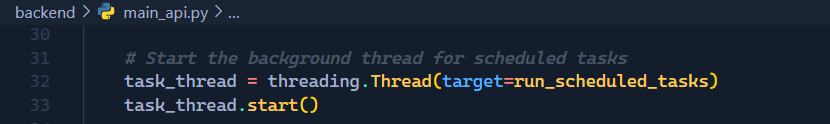 backend > main_api.py > ...
30
31 # Start the background thread for scheduled tasks
32 task_thread = threading.Thread(target=run_scheduled_tasks)
33 task_thread.start()